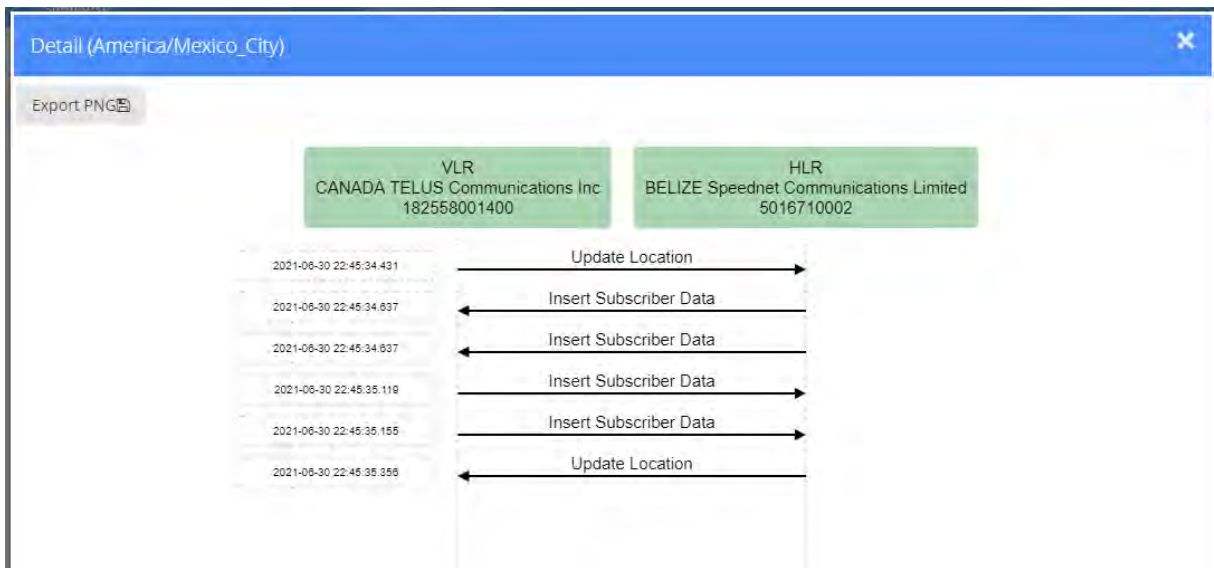 Detail (America/Mexico_City)
Export PNG
VLR
CANADA TELUS Communications Inc
182558001400
HLR
BELIZE Speednet Communications Limited
5016710002
2021-06-30 22:45:34.431
Update Location
2021-06-30 22:45:34.637
Insert Subscriber Data
2021-06-30 22:45:34.637
Insert Subscriber Data
2021-06-30 22:45:35.119
Insert Subscriber Data
2021-06-30 22:45:35.155
Insert Subscriber Data
2021-06-30 22:45:35.356
Update Location